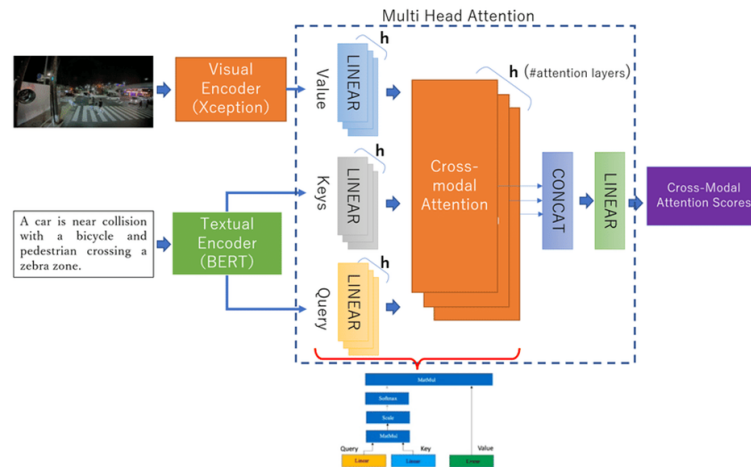 Multi Head Attention
Visual
Encoder
(Xception)
Value
LINEAR
h
h (#attention layers)
A car is near collision
with a bicycle and
pedestrian crossing a
zebra zone.
Textual
Encoder
(BERT)
Keys
LINEAR
h
Query
LINEAR
h
Cross-
modal
Attention
CONCAT
LINEAR
Cross-Modal
Attention Scores
MatMul
Softmax
Scale
MatMul
Query
Key
Value
Linear
Linear
Linear